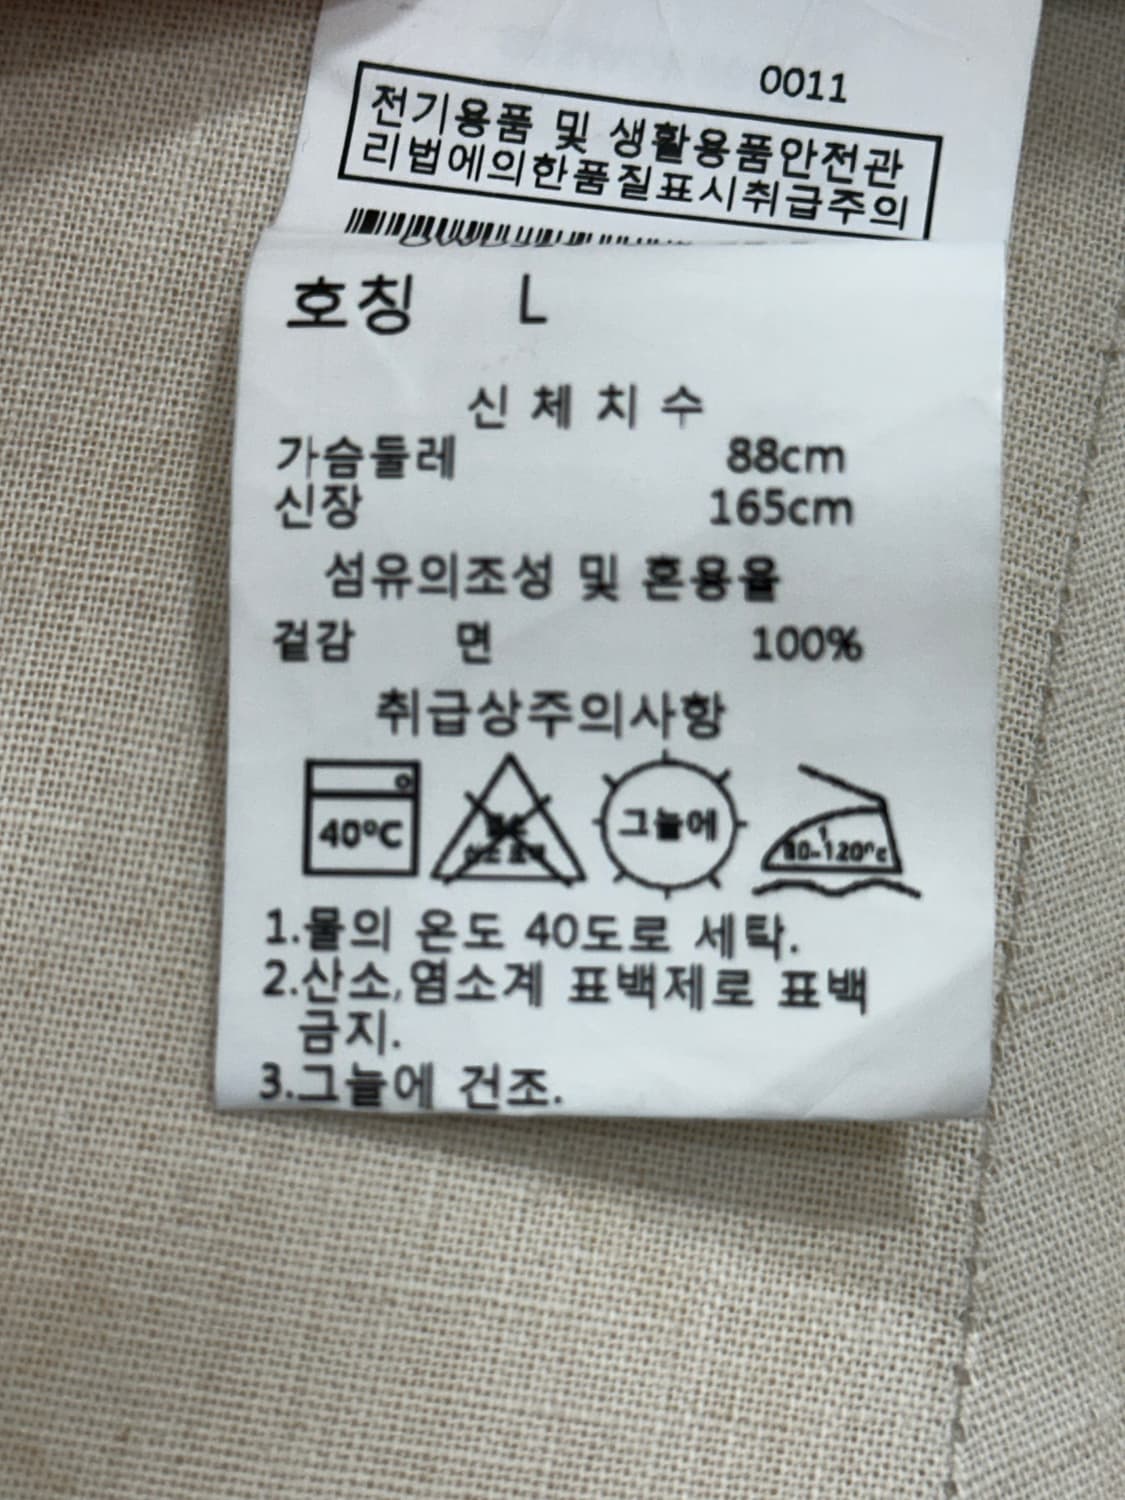 0011
전기용품 및 생활용품안전관
리법에의한품질표시취급주의
호칭 L
신체치수
가슴둘레 88cm
신장 165cm
섬유의조성 및 혼용율
겉감 면 100%
취급상주의사항
40℃
그늘에
80-120℃
1.물의 온도 40도로 세탁.
2.산소,염소계 표백제로 표백
금지.
3.그늘에 건조.